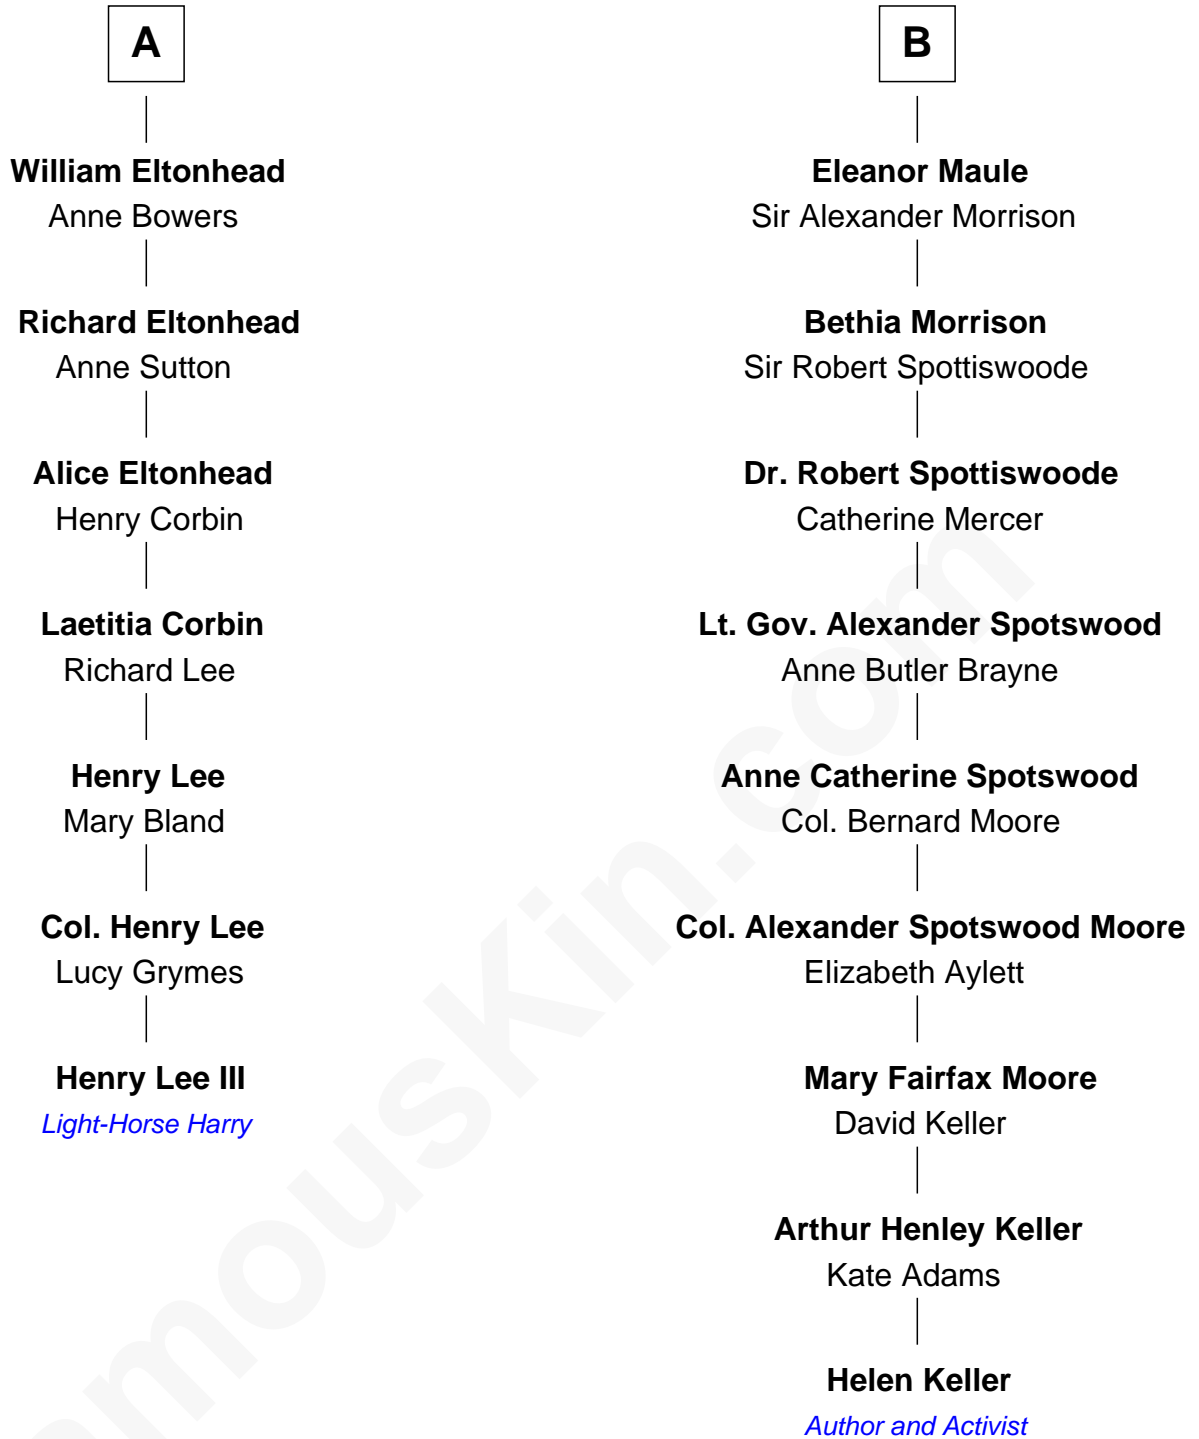 A
William Eltonhead
Anne Bowers
Richard Eltonhead
Anne Sutton
Alice Eltonhead
Henry Corbin
Laetitia Corbin
Richard Lee
Henry Lee
Mary Bland
Col. Henry Lee
Lucy Grymes
Henry Lee III
Light-Horse Harry
B
Eleanor Maule
Sir Alexander Morrison
Bethia Morrison
Sir Robert Spottiswoode
Dr. Robert Spottiswoode
Catherine Mercer
Lt. Gov. Alexander Spotswood
Anne Butler Brayne
Anne Catherine Spotswood
Col. Bernard Moore
Col. Alexander Spotswood Moore
Elizabeth Aylett
Mary Fairfax Moore
David Keller
Arthur Henley Keller
Kate Adams
Helen Keller
Author and Activist
amouskin.com